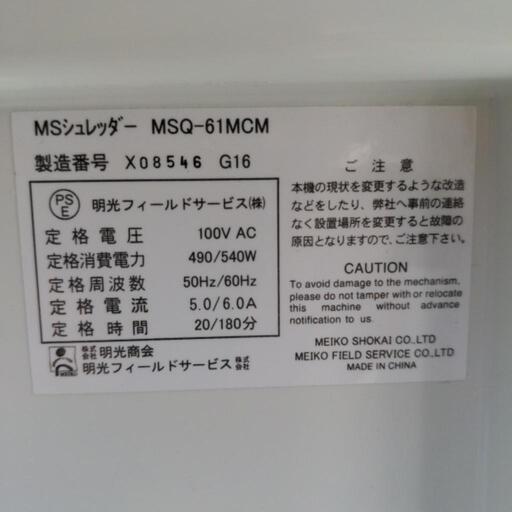 MSシュレッダー MSQ-61MCM
製造番号 X08546 G16
PSE 明光フィールドサービス(株)
定格電圧 100V AC
定格消費電力 490/540W
定格周波数 50Hz/60Hz
定格電流 5.0/6.0A
定格時間 20/180分
株式会社 明光商会
明光フィールドサービス 株式会社
ご注意
本機の現状を変更するような改造
などをしたり、弊社へ事前の連絡
なく設置場所を変更すると故障の
原因となりますので、ご注意下さい。
CAUTION
To avoid damage to the mechanism,
please do not tamper with or relocate
this machine without advance
notification to us.
MEIKO SHOKAI CO.,LTD
MEIKO FIELD SERVICE CO.,LTD
MADE IN CHINA